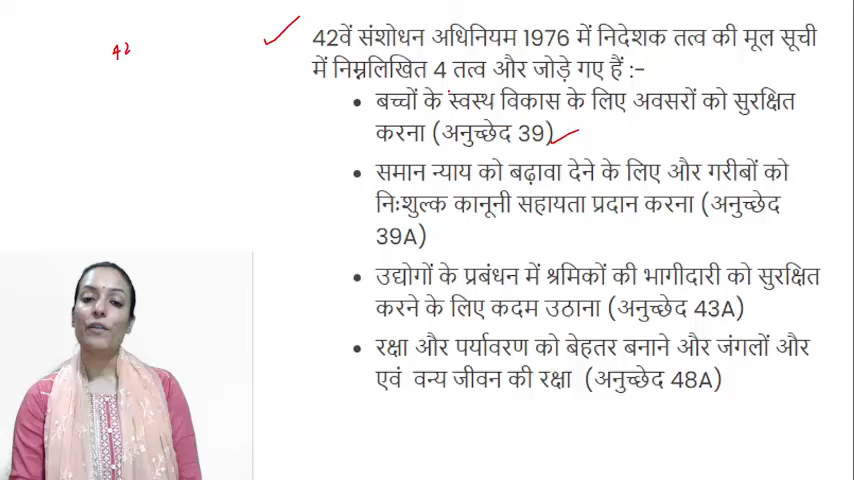 42
42वें संशोधन अधिनियम 1976 में निदेशक तत्व की मूल सूची
में निम्नलिखित 4 तत्व और जोड़े गए हैं :-
• बच्चों के स्वस्थ विकास के लिए अवसरों को सुरक्षित
करना (अनुच्छेद 39)
• समान न्याय को बढ़ावा देने के लिए और गरीबों को
निःशुल्क कानूनी सहायता प्रदान करना (अनुच्छेद
39A)
• उद्योगों के प्रबंधन में श्रमिकों की भागीदारी को सुरक्षित
करने के लिए कदम उठाना (अनुच्छेद 43A)
• रक्षा और पर्यावरण को बेहतर बनाने और जंगलों और
एवं वन्य जीवन की रक्षा (अनुच्छेद 48A)